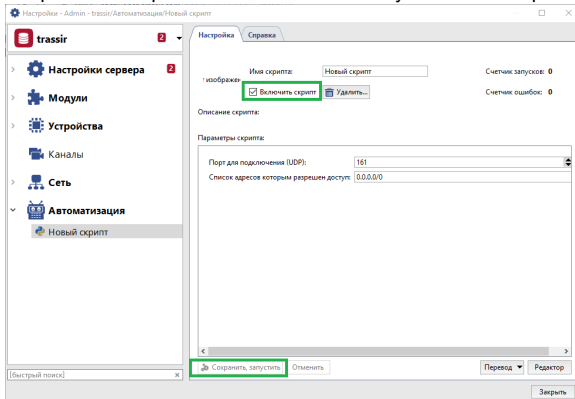 Настройки - Admin - trassir/Автоматизация/Новый скрипт
trassir 2
Настройки сервера 2
Модули
Устройства
Каналы
Сеть
Автоматизация
Новый скрипт
[быстрый поиск]
Настройка Справка
Имя скрипта: Новый скрипт Счетчик запусков: 0
изображен
Включить скрипт Удалить... Счетчик ошибок: 0
Описание скрипта:
Параметры скрипта:
Порт для подключения (UDP): 161
Список адресов которым разрешен доступ: 0.0.0.0/0
Сохранить, запустить Отменить Перевод Редактор
Закрыть